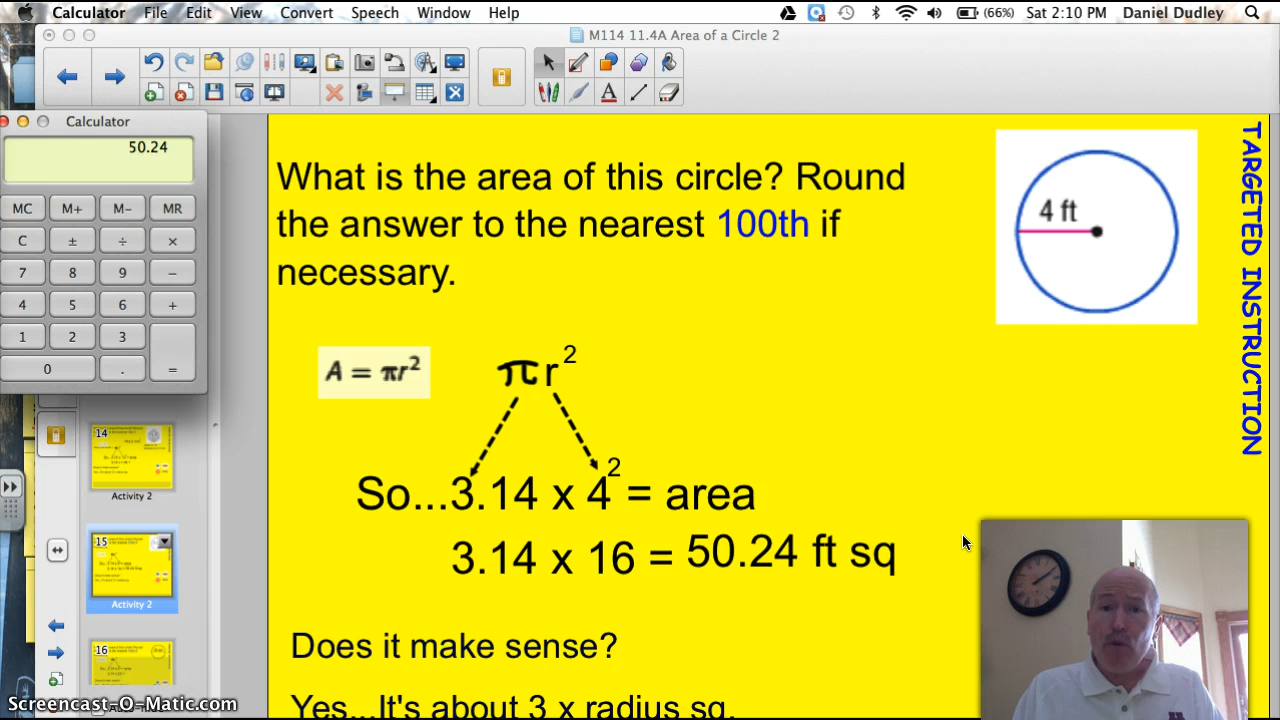 Calculator File Edit View Convert Speech Window Help (66%) Sat 2:10 PM Daniel Dudley
M114 11.4A Area of a Circle 2
Calculator
50.24
MC M+ M- MR
C ± ÷ ×
7 8 9 −
4 5 6 +
1 2 3
0 . =
What is the area of this circle? Round
the answer to the nearest 100th if
necessary.
4 ft
TARGETED INSTRUCTION
A = πr²
πr²
So...3.14 x 4² = area
3.14 x 16 = 50.24 ft sq
Does it make sense?
Yes...It's about 3 x radius sq.
14
Activity 2
15
Activity 2
16
Screencast-O-Matic.com